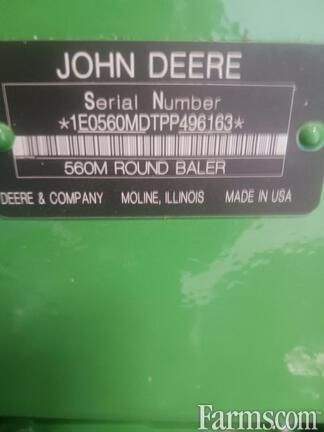 JOHN DEERE
Serial Number
*1E0560MDTPP496163*
560M ROUND BALER
DEERE & COMPANY MOLINE, ILLINOIS MADE IN USA
Farms.com